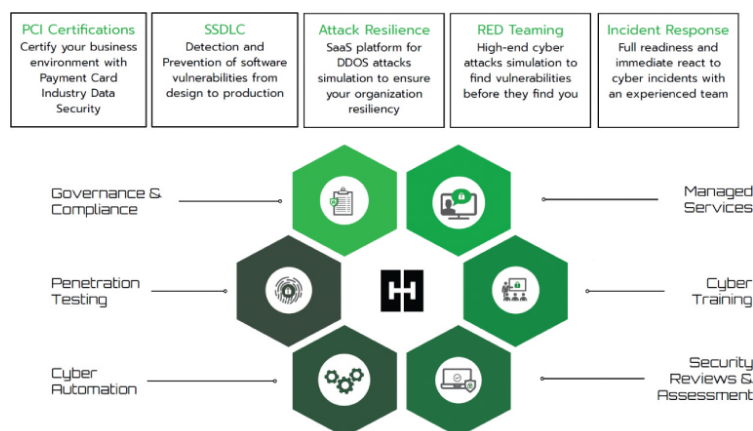 PCI Certifications
Certify your business
environment with
Payment Card
Industry Data
Security
SSDLC
Detection and
Prevention of software
vulnerabilities from
design to production
Attack Resilience
SaaS platform for
DDOS attacks
simulation to ensure
your organization
resiliency
RED Teaming
High-end cyber
attacks simulation to
find vulnerabilities
before they find you
Incident Response
Full readiness and
immediate react to
cyber incidents with
an experienced team
Governance &
Compliance
Managed
Services
Penetration
Testing
Cyber
Training
Cyber
Automation
Security
Reviews &
Assessment